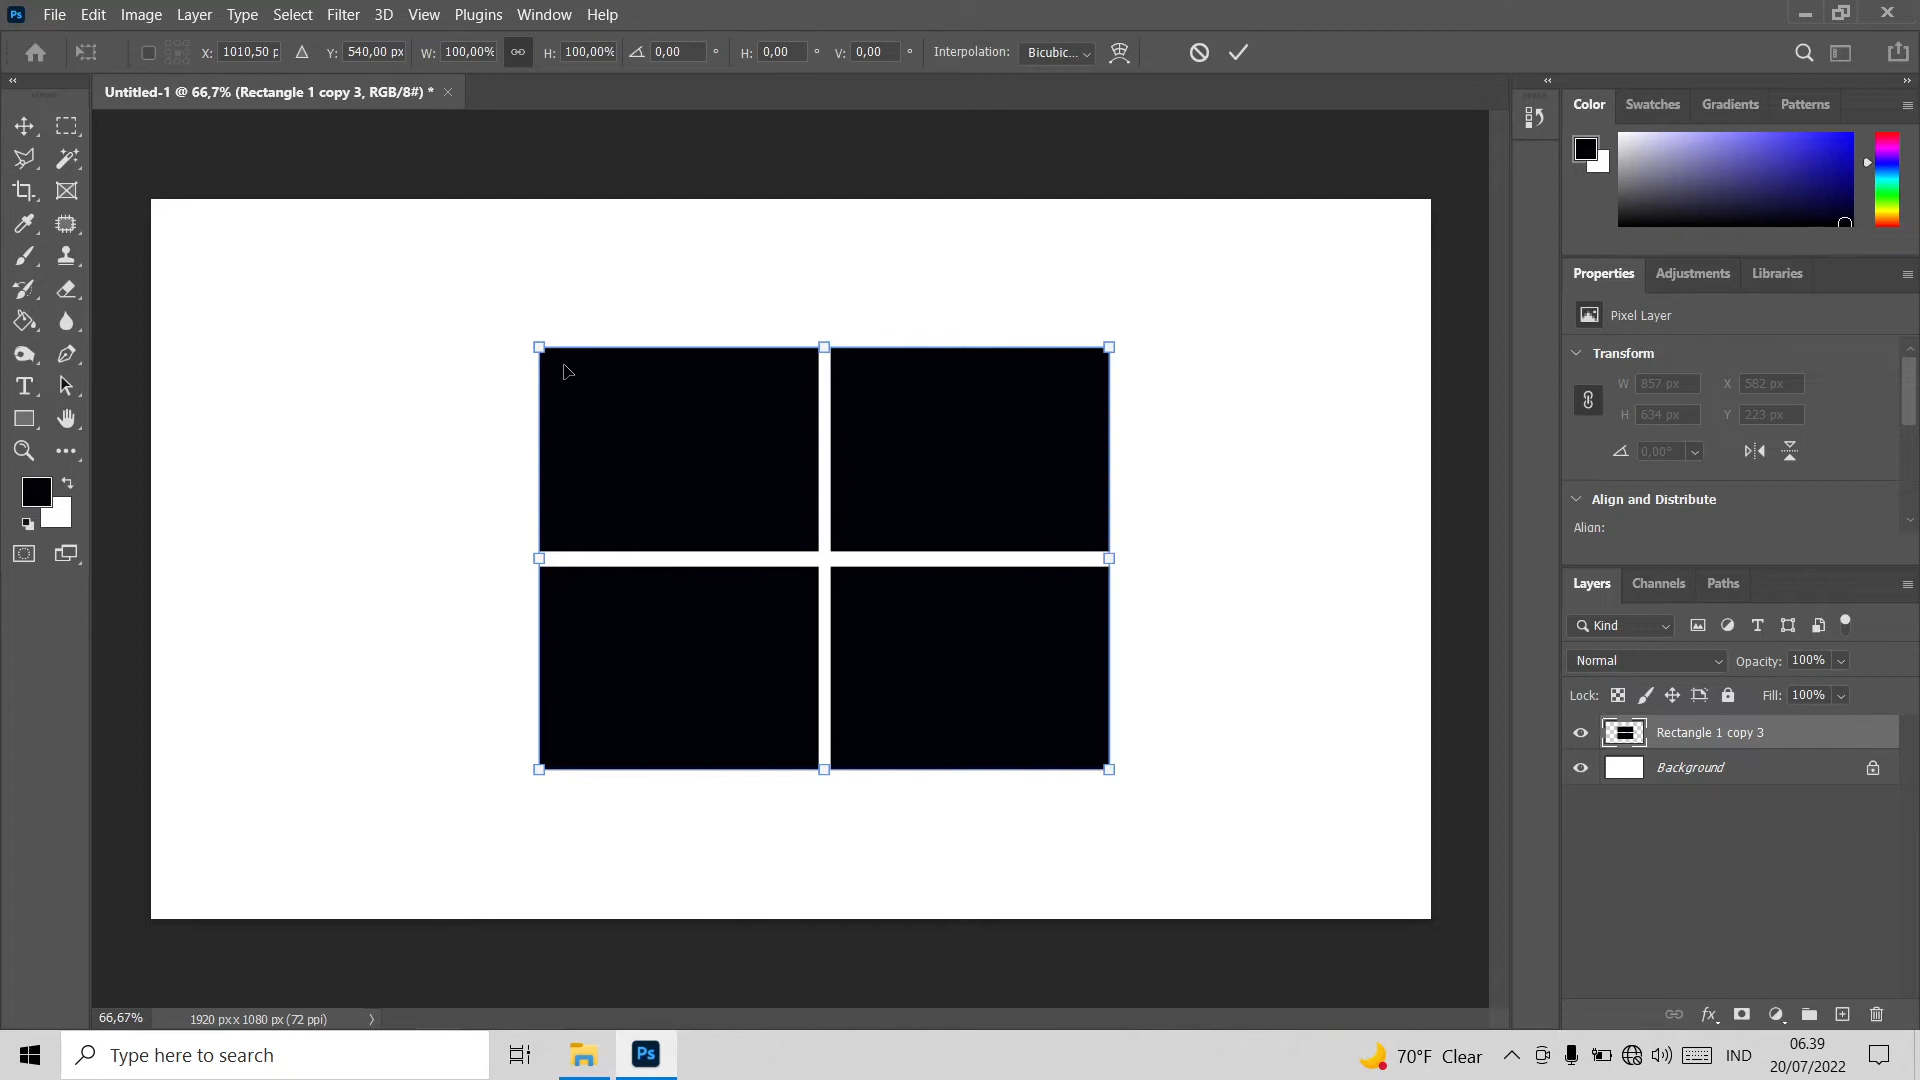 Ps File Edit Image Layer Type Select Filter 3D View Plugins Window Help
X: 1010,50 p Y: 540,00 px W: 100,00% H: 100,00% 0,00 ° H: 0,00 ° V: 0,00 ° Interpolation: Bicubic...
Untitled-1 @ 66,7% (Rectangle 1 copy 3, RGB/8#) *
Color Swatches Gradients Patterns
Properties Adjustments Libraries
Pixel Layer
Transform
W 857 px X 582 px
H 634 px Y 223 px
0,00°
Align and Distribute
Align:
Layers Channels Paths
Kind
Normal Opacity: 100%
Lock: Fill: 100%
Rectangle 1 copy 3
Background
66,67% 1920 px x 1080 px (72 ppi)
Type here to search Ps 70°F Clear IND 06.39
20/07/2022